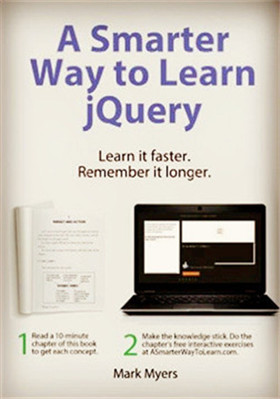 A Smarter
Way to Learn
jQuery
Learn it faster.
Remember it longer.
1 Read a 10-minute
chapter of this book
to get each concept.
2 Make the knowledge stick. Do the
chapter's free interactive exercises
at ASmarterWayToLearn.com.
Mark Myers